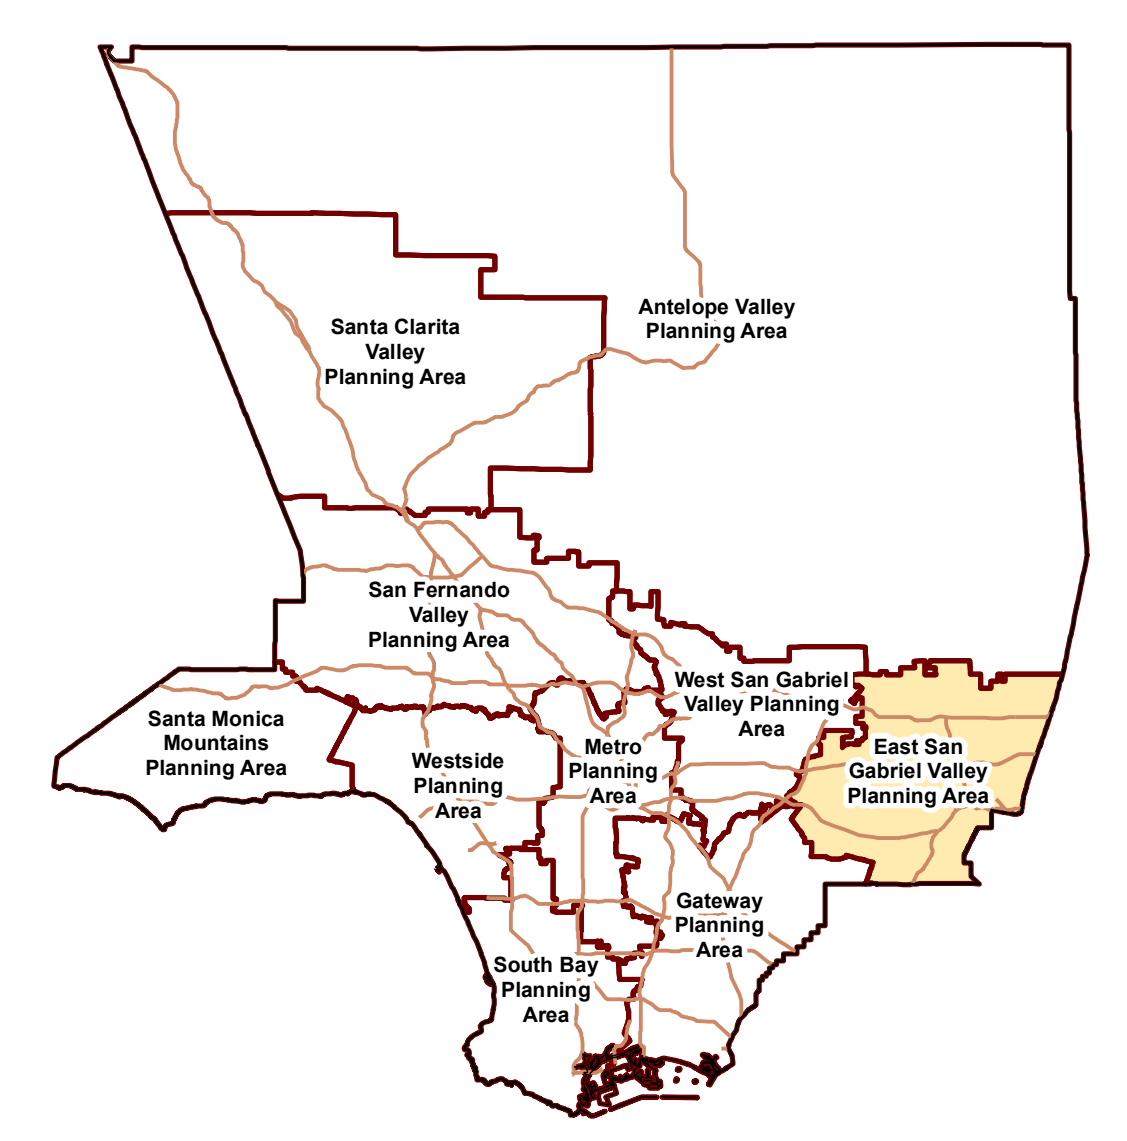 Antelope Valley
Planning Area
Santa Clarita
Valley
Planning Area
San Fernando
Valley
Planning Area
West San Gabriel
Valley Planning
Area
Santa Monica
Mountains
Planning Area
Westside
Planning
Area
Metro
Planning
Area
East San
Gabriel Valley
Planning Area
Gateway
Planning
Area
South Bay
Planning
Area